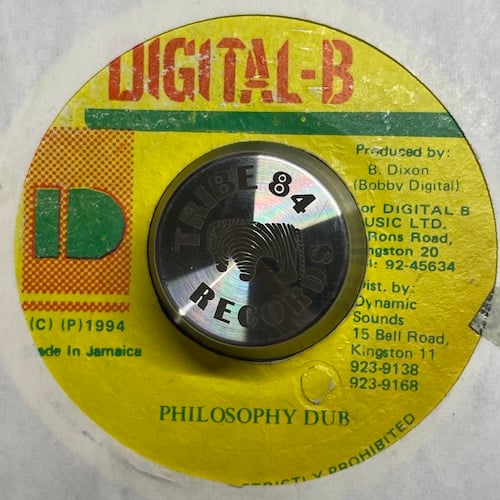 DIGITAL-B
Produced by:
B. Dixon
(Bobby Digital)
or DIGITAL B
USIC LTD.
Rons Road,
ngston 20
l: 92-45634
ist. by:
Dynamic
Sounds
15 Bell Road,
Kingston 11
923-9138
923-9168
TRIBE 84
RECORDS
D
(C) (P) 1994
ade In Jamaica
PHILOSOPHY DUB
STRICTLY PROHIBITED